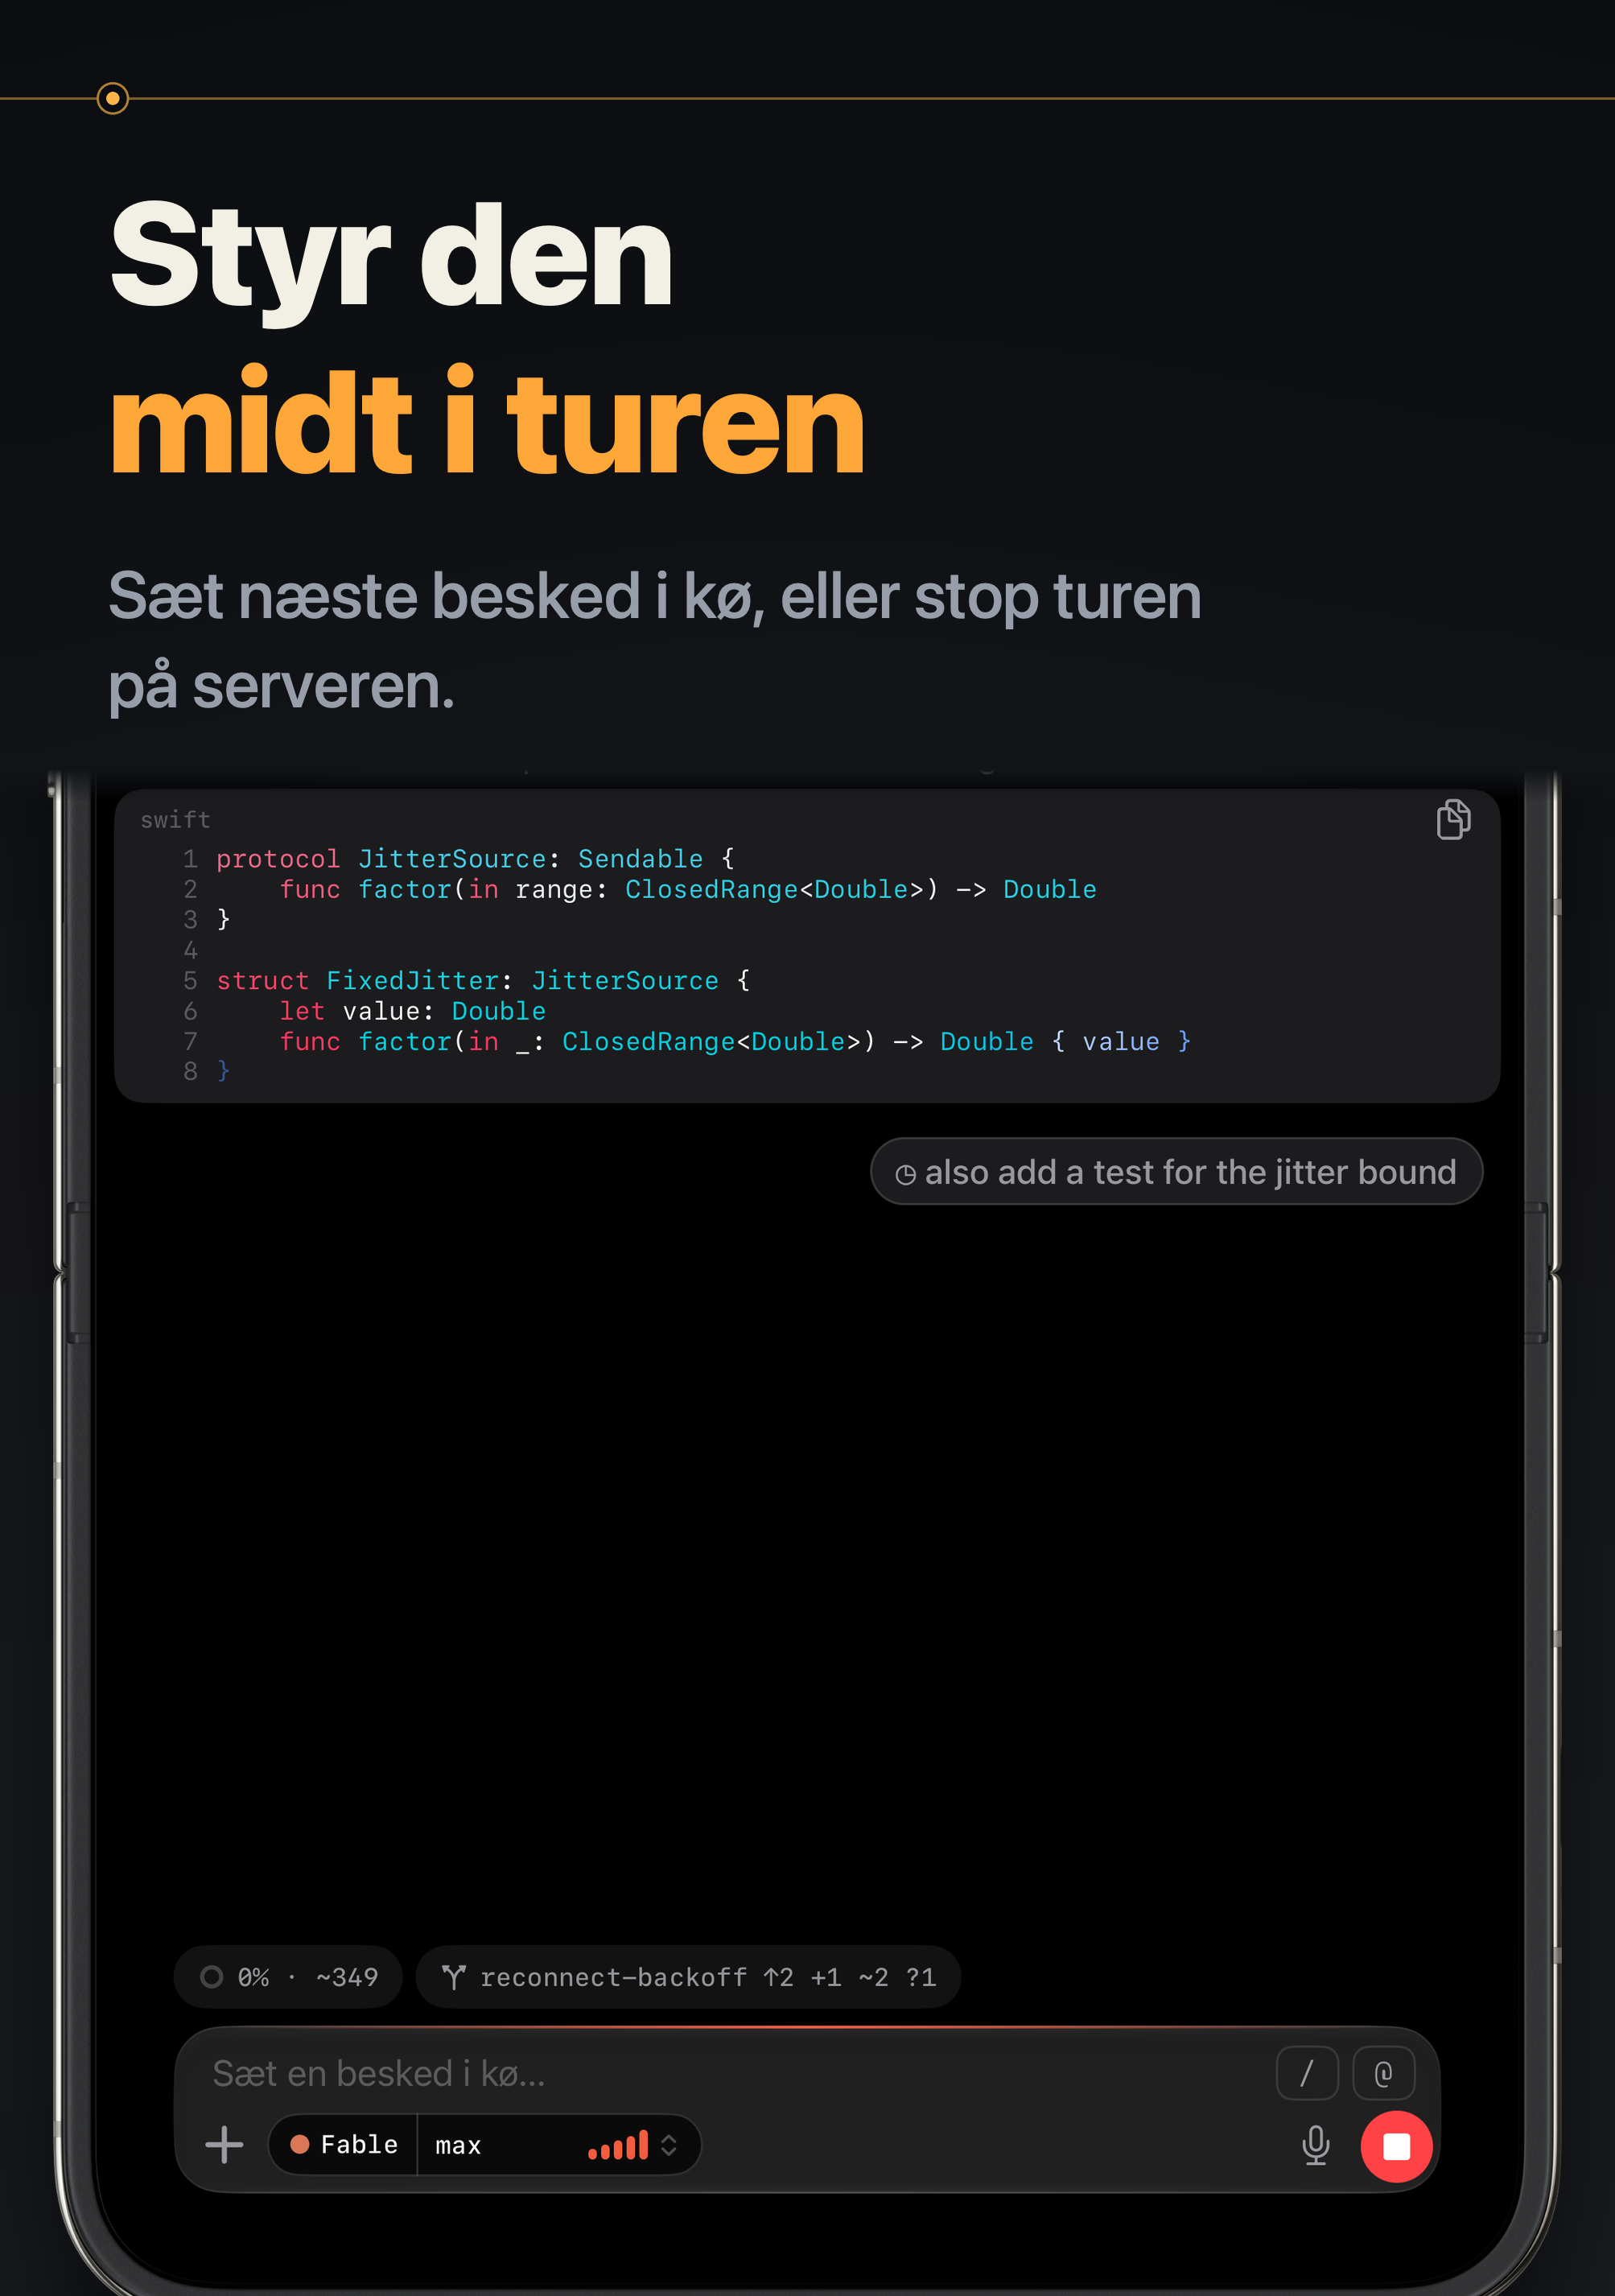 Styr den
midt i turen
Sæt næste besked i kø, eller stop turen
på serveren.
swift
1 protocol JitterSource: Sendable {
2     func factor(in range: ClosedRange<Double>) -> Double
3 }
4
5 struct FixedJitter: JitterSource {
6     let value: Double
7     func factor(in _: ClosedRange<Double>) -> Double { value }
8 }
also add a test for the jitter bound
0% · ~349
reconnect-backoff ↑2 +1 ~2 ?1
Sæt en besked i kø...
/ @
Fable max